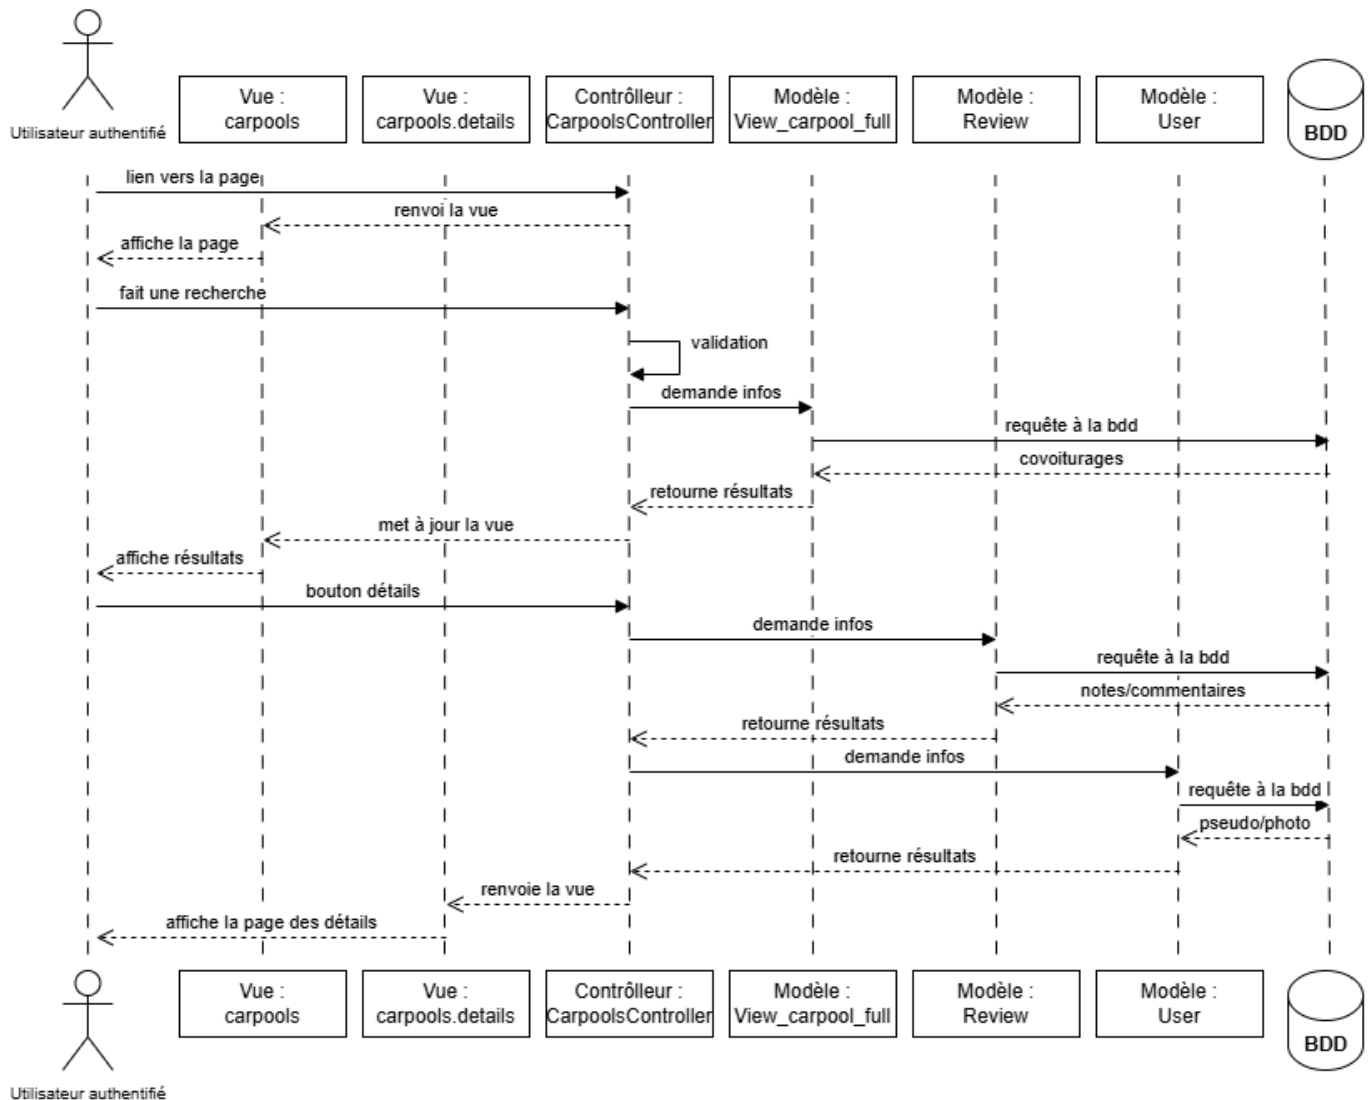 Utilisateur authentifié
Vue :
carpools
Vue :
carpools.details
Contrôlleur :
CarpoolsController
Modèle :
View_carpool_full
Modèle :
Review
Modèle :
User
BDD
lien vers la page
renvoi la vue
affiche la page
fait une recherche
validation
demande infos
requête à la bdd
covoiturages
retourne résultats
met à jour la vue
affiche résultats
bouton détails
demande infos
requête à la bdd
notes/commentaires
retourne résultats
demande infos
requête à la bdd
pseudo/photo
retourne résultats
renvoie la vue
affiche la page des détails
Utilisateur authentifié
Vue :
carpools
Vue :
carpools.details
Contrôlleur :
CarpoolsController
Modèle :
View_carpool_full
Modèle :
Review
Modèle :
User
BDD